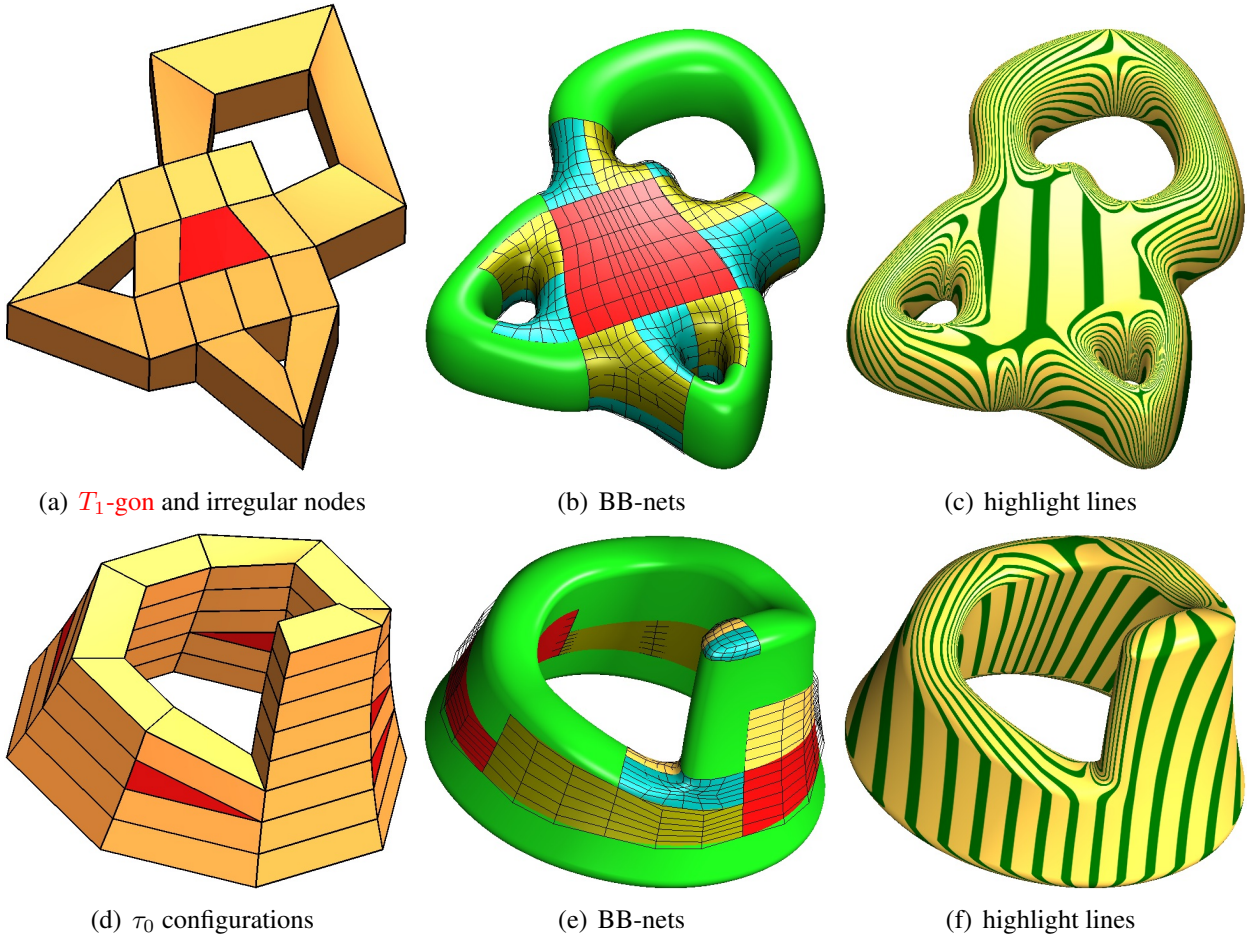 (a) T₁-gon and irregular nodes
(b) BB-nets
(c) highlight lines
(d) τ₀ configurations
(e) BB-nets
(f) highlight lines